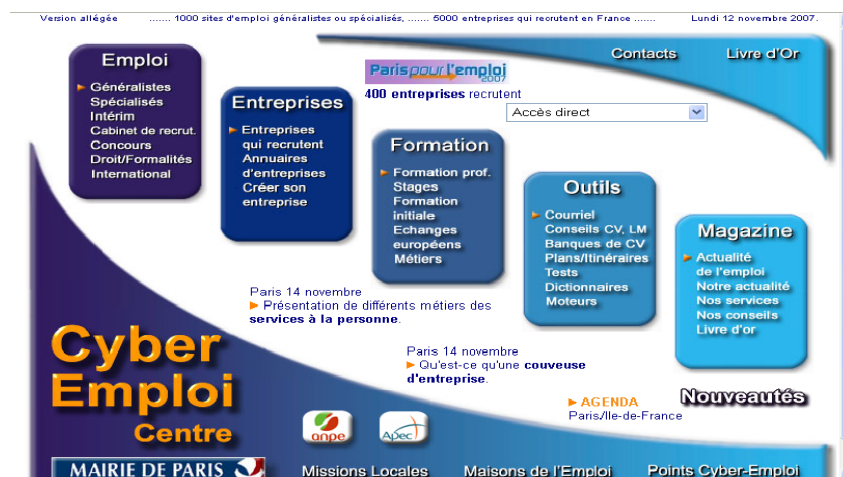 Version allégée ....... 1000 sites d'emploi généralistes ou spécialisés, ....... 5000 entreprises qui recrutent en France ....... Lundi 12 novembre 2007.
Contacts Livre d'Or
Emploi
Généralistes
Spécialisés
Intérim
Cabinet de recrut.
Concours
Droit/Formalités
International
Paris pour l'emploi
2007
400 entreprises recrutent
Accès direct
Entreprises
Entreprises
qui recrutent
Annuaires
d'entreprises
Créer son
entreprise
Formation
Formation prof.
Stages
Formation
initiale
Echanges
européens
Métiers
Outils
Courriel
Conseils CV, LM
Banques de CV
Plans/Itinéraires
Tests
Dictionnaires
Moteurs
Magazine
Actualité
de l'emploi
Notre actualité
Nos services
Nos conseils
Livre d'or
Paris 14 novembre
Présentation de différents métiers des
services à la personne.
Paris 14 novembre
Qu'est-ce qu'une couveuse
d'entreprise.
AGENDA
Paris/Ile-de-France
Nouveautés
Cyber
Emploi
Centre
anpe
Apec
MAIRIE DE PARIS
Missions Locales
Maisons de l'Emploi
Points Cyber-Emploi